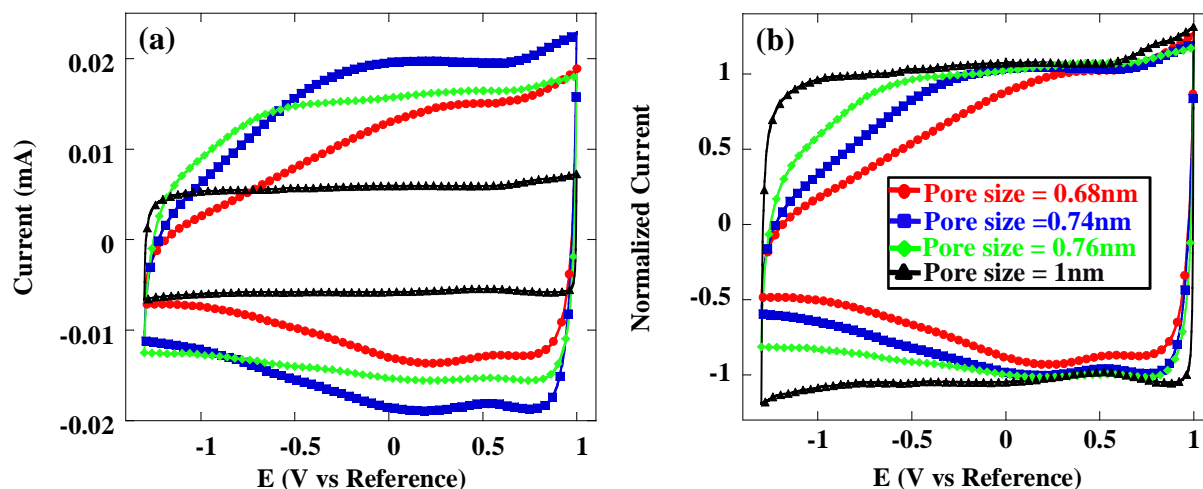 (a)
0.02
0.01
0
-0.01
-0.02
Current (mA)
-1
-0.5
0
0.5
1
E (V vs Reference)
(b)
1
0.5
0
-0.5
-1
Normalized Current
Pore size = 0.68nm
Pore size =0.74nm
Pore size = 0.76nm
Pore size = 1nm
-1
-0.5
0
0.5
1
E (V vs Reference)